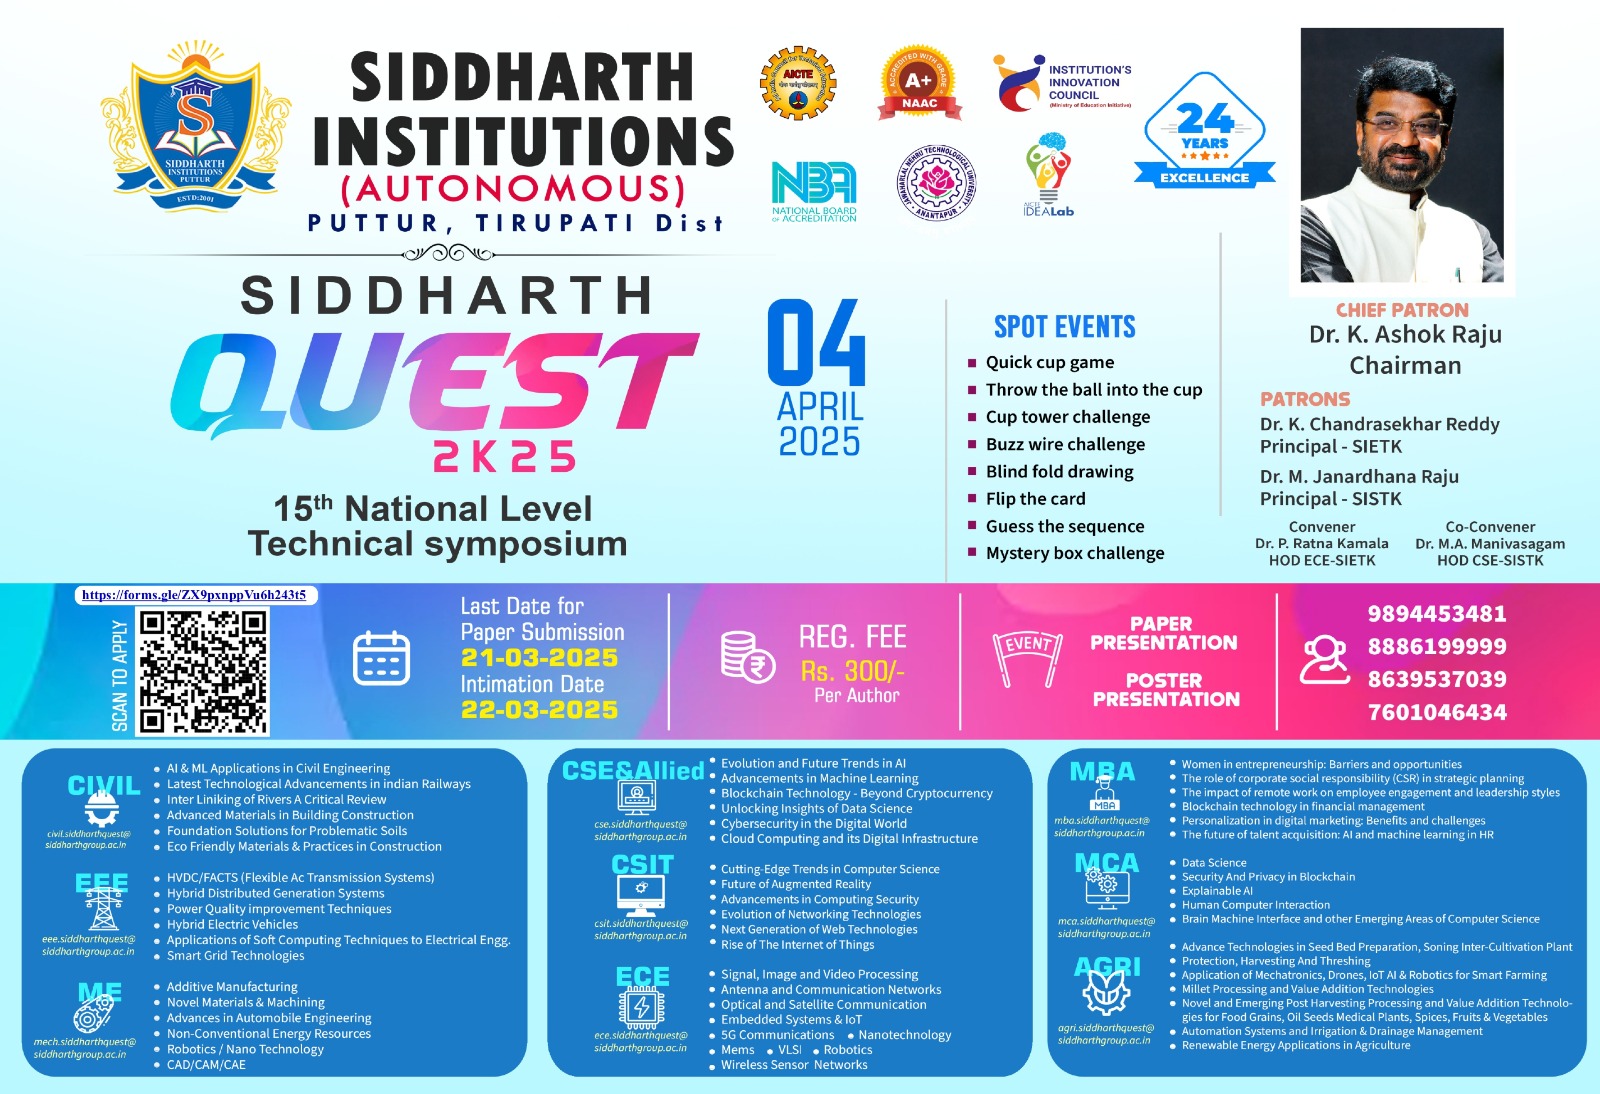 SIDDHARTH
INSTITUTIONS
(AUTONOMOUS)
PUTTUR, TIRUPATI Dist
SIDDHARTH
INSTITUTIONS
PUTTUR
ESTD:2001
AICTE
ACCREDITED WITH GRADE
A+
NAAC
INSTITUTION'S
INNOVATION
COUNCIL
(Ministry of Education Initiative)
24
YEARS
EXCELLENCE
NBA
NATIONAL BOARD
OF ACCREDITATION
JAWAHARLAL NEHRU TECHNOLOGICAL UNIVERSITY
ANANTAPUR
AICTE
IDEALab
SIDDHARTH
QUEST
2K25
15th National Level
Technical symposium
04
APRIL
2025
SPOT EVENTS
Quick cup game
Throw the ball into the cup
Cup tower challenge
Buzz wire challenge
Blind fold drawing
Flip the card
Guess the sequence
Mystery box challenge
CHIEF PATRON
Dr. K. Ashok Raju
Chairman
PATRONS
Dr. K. Chandrasekhar Reddy
Principal - SIETK
Dr. M. Janardhana Raju
Principal - SISTK
Convener
Dr. P. Ratna Kamala
HOD ECE-SIETK
Co-Convener
Dr. M.A. Manivasagam
HOD CSE-SISTK
https://forms.gle/ZX9pxnppVu6h243t5
SCAN TO APPLY
Last Date for
Paper Submission
21-03-2025
Intimation Date
22-03-2025
REG. FEE
Rs. 300/-
Per Author
EVENT
PAPER
PRESENTATION
POSTER
PRESENTATION
9894453481
8886199999
8639537039
7601046434
CIVIL
civil.siddharthquest@
siddharthgroup.ac.in
AI & ML Applications in Civil Engineering
Latest Technological Advancements in indian Railways
Inter Liniking of Rivers A Critical Review
Advanced Materials in Building Construction
Foundation Solutions for Problematic Soils
Eco Friendly Materials & Practices in Construction
EEE
eee.siddharthquest@
siddharthgroup.ac.in
HVDC/FACTS (Flexible Ac Transmission Systems)
Hybrid Distributed Generation Systems
Power Quality improvement Techniques
Hybrid Electric Vehicles
Applications of Soft Computing Techniques to Electrical Engg.
Smart Grid Technologies
ME
mech.siddharthquest@
siddharthgroup.ac.in
Additive Manufacturing
Novel Materials & Machining
Advances in Automobile Engineering
Non-Conventional Energy Resources
Robotics / Nano Technology
CAD/CAM/CAE
CSE&Allied
cse.siddharthquest@
siddharthgroup.ac.in
Evolution and Future Trends in AI
Advancements in Machine Learning
Blockchain Technology - Beyond Cryptocurrency
Unlocking Insights of Data Science
Cybersecurity in the Digital World
Cloud Computing and its Digital Infrastructure
CSIT
csit.siddharthquest@
siddharthgroup.ac.in
Cutting-Edge Trends in Computer Science
Future of Augmented Reality
Advancements in Computing Security
Evolution of Networking Technologies
Next Generation of Web Technologies
Rise of The Internet of Things
ECE
ece.siddharthquest@
siddharthgroup.ac.in
Signal, Image and Video Processing
Antenna and Communication Networks
Optical and Satellite Communication
Embedded Systems & IoT
5G Communications Nanotechnology
Mems VLSI Robotics
Wireless Sensor Networks
MBA
MBA
mba.siddharthquest@
siddharthgroup.ac.in
Women in entrepreneurship: Barriers and opportunities
The role of corporate social responsibility (CSR) in strategic planning
The impact of remote work on employee engagement and leadership styles
Blockchain technology in financial management
Personalization in digital marketing: Benefits and challenges
The future of talent acquisition: AI and machine learning in HR
MCA
mca.siddharthquest@
siddharthgroup.ac.in
Data Science
Security And Privacy in Blockchain
Explainable AI
Human Computer Interaction
Brain Machine Interface and other Emerging Areas of Computer Science
AGRI
agri.siddharthquest@
siddharthgroup.ac.in
Advance Technologies in Seed Bed Preparation, Soning Inter-Cultivation Plant
Protection, Harvesting And Threshing
Application of Mechatronics, Drones, IoT AI & Robotics for Smart Farming
Millet Processing and Value Addition Technologies
Novel and Emerging Post Harvesting Processing and Value Addition Technolo-
gies for Food Grains, Oil Seeds Medical Plants, Spices, Fruits & Vegetables
Automation Systems and Irrigation & Drainage Management
Renewable Energy Applications in Agriculture